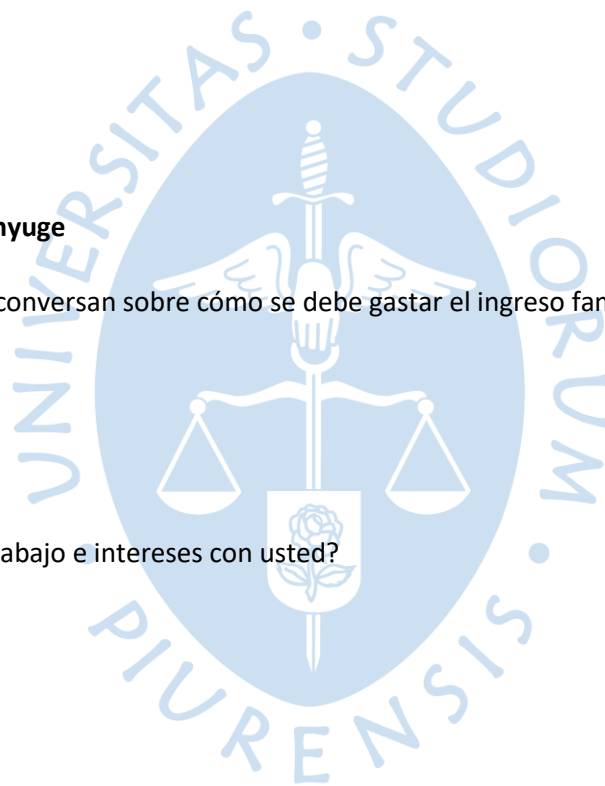 nyuge
conversan sobre cómo se debe gastar el ingreso fan
abajo e intereses con usted?
UNIVERSITAS • STUDIORUM • PIURENSIS •